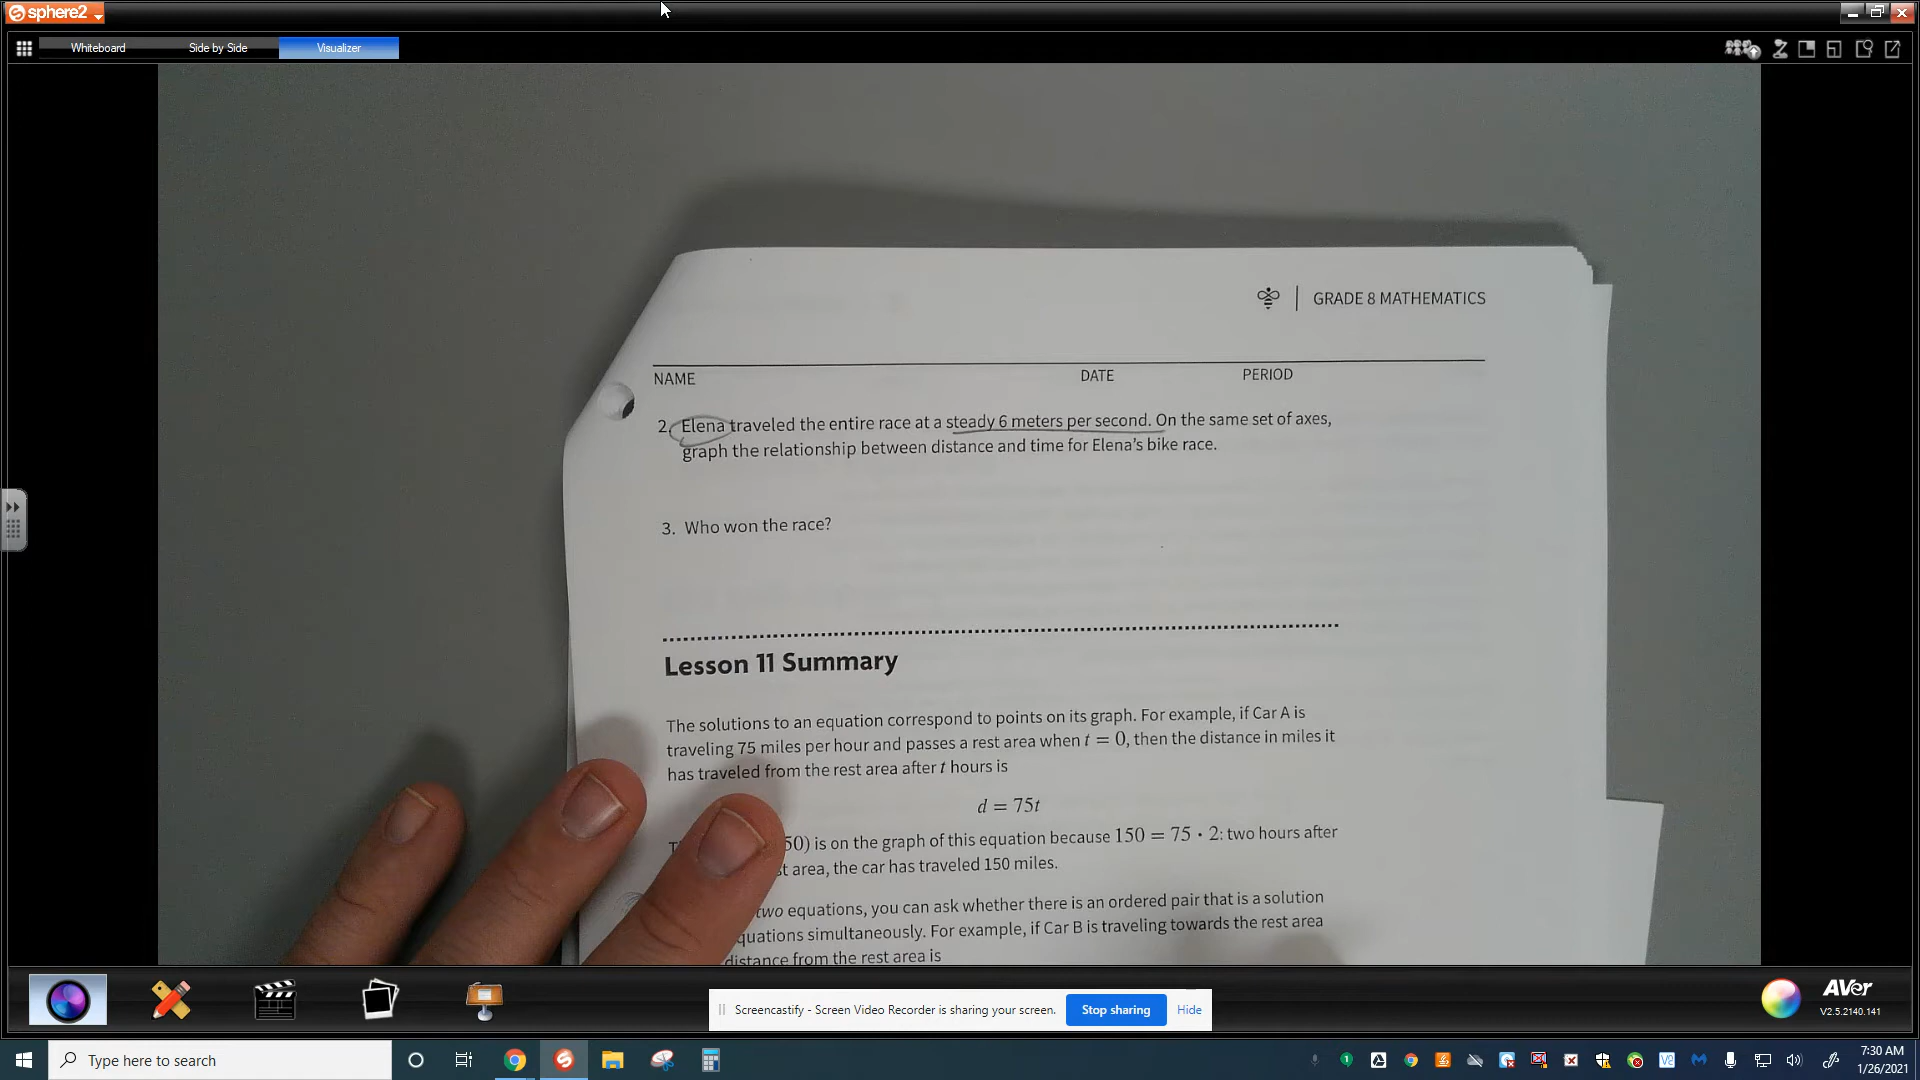 sphere2
Whiteboard
Side by Side
Visualizer
GRADE 8 MATHEMATICS
NAME
DATE
PERIOD
2. Elena traveled the entire race at a steady 6 meters per second. On the same set of axes,
graph the relationship between distance and time for Elena's bike race.
3. Who won the race?
Lesson 11 Summary
The solutions to an equation correspond to points on its graph. For example, if Car A is
traveling 75 miles per hour and passes a rest area when t = 0, then the distance in miles it
has traveled from the rest area after t hours is
d = 75t
50) is on the graph of this equation because 150 = 75 · 2: two hours after
area, the car has traveled 150 miles.
two equations, you can ask whether there is an ordered pair that is a solution
simultaneously. For example, if Car B is traveling towards the rest area
distance from the rest area is
Screencastify - Screen Video Recorder is sharing your screen.
Stop sharing
Hide
AVer
V2.5.2140.141
Type here to search
7:30 AM
1/26/2021